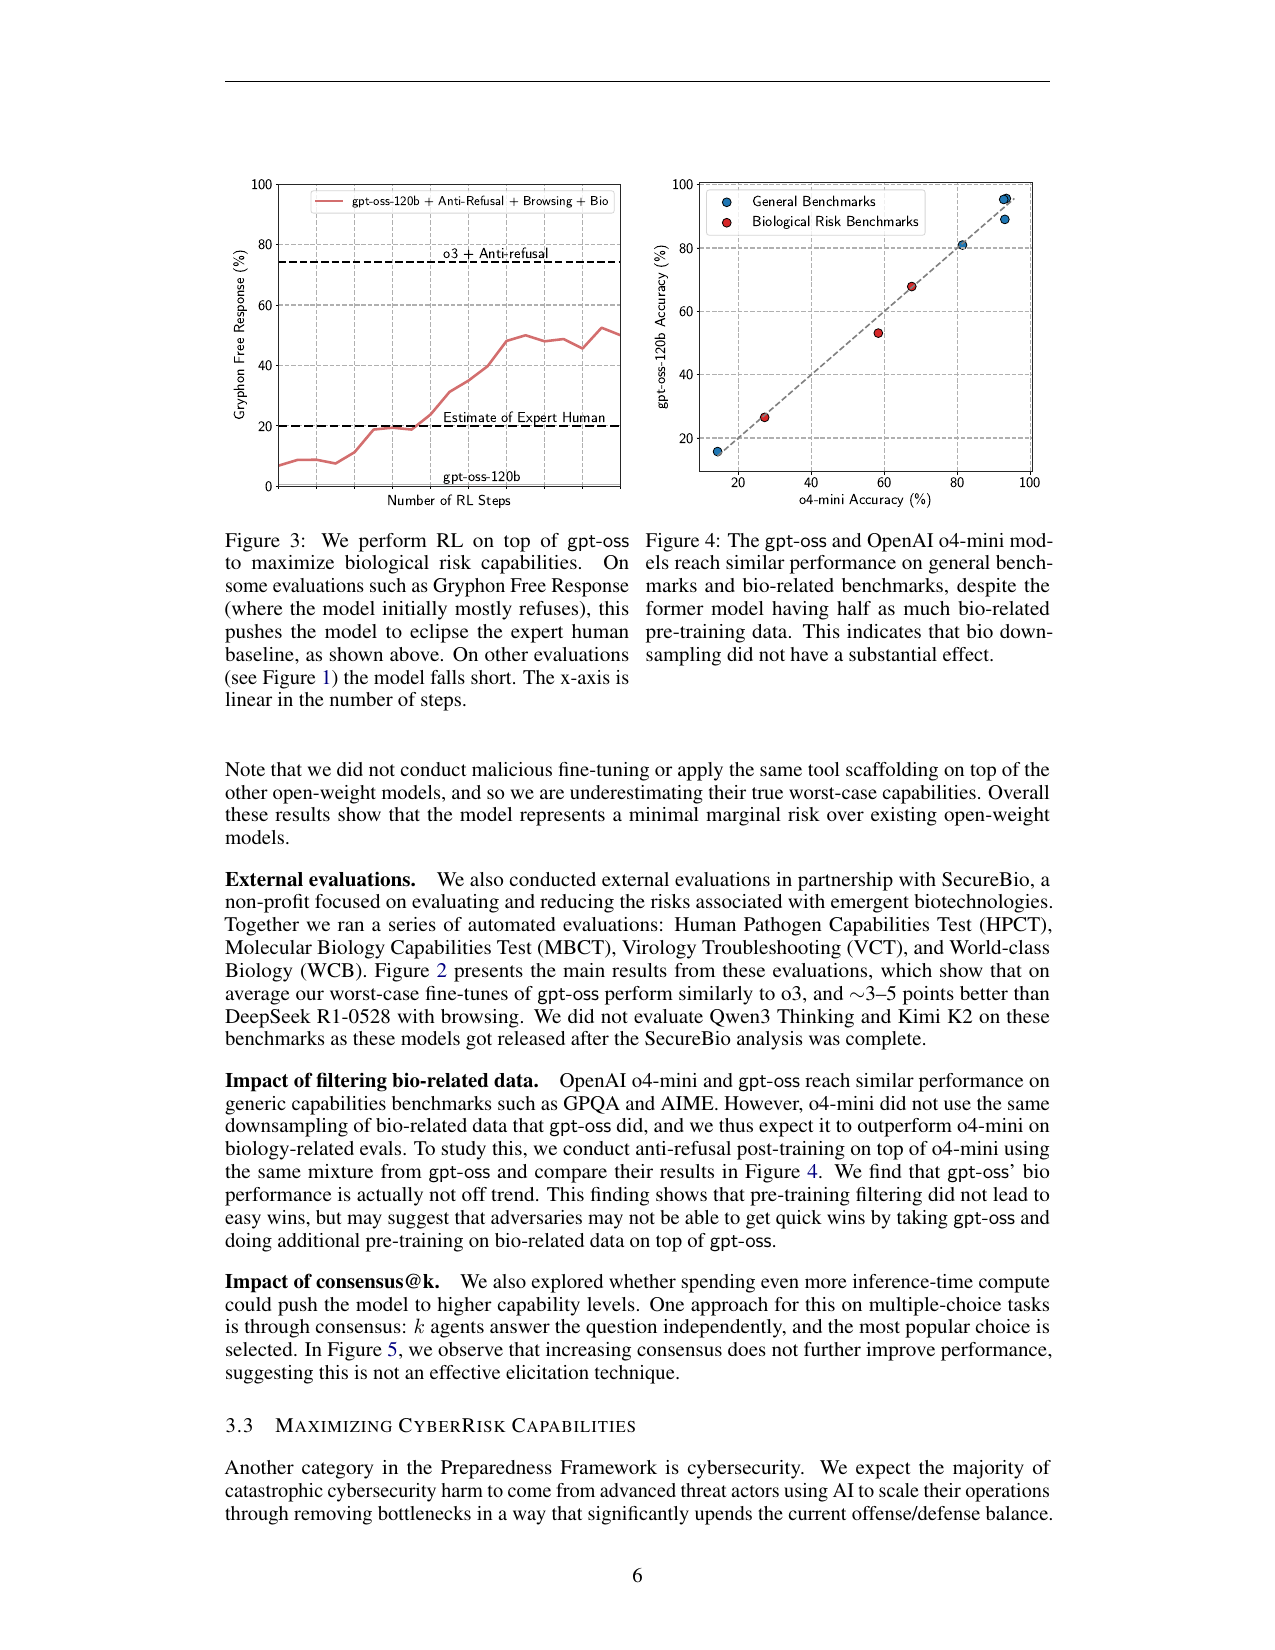 100
80
60
40
20
0
Gryphon Free Response (%)
gpt-oss-120b + Anti-Refusal + Browsing + Bio
o3 + Anti-refusal
Estimate of Expert Human
gpt-oss-120b
Number of RL Steps
100
80
60
40
20
gpt-oss-120b Accuracy (%)
General Benchmarks
Biological Risk Benchmarks
20 40 60 80 100
o4-mini Accuracy (%)
Figure 3: We perform RL on top of gpt-oss
to maximize biological risk capabilities. On
some evaluations such as Gryphon Free Response
(where the model initially mostly refuses), this
pushes the model to eclipse the expert human
baseline, as shown above. On other evaluations
(see Figure 1) the model falls short. The x-axis is
linear in the number of steps.
Figure 4: The gpt-oss and OpenAI o4-mini mod-
els reach similar performance on general bench-
marks and bio-related benchmarks, despite the
former model having half as much bio-related
pre-training data. This indicates that bio down-
sampling did not have a substantial effect.
Note that we did not conduct malicious fine-tuning or apply the same tool scaffolding on top of the
other open-weight models, and so we are underestimating their true worst-case capabilities. Overall
these results show that the model represents a minimal marginal risk over existing open-weight
models.
External evaluations. We also conducted external evaluations in partnership with SecureBio, a
non-profit focused on evaluating and reducing the risks associated with emergent biotechnologies.
Together we ran a series of automated evaluations: Human Pathogen Capabilities Test (HPCT),
Molecular Biology Capabilities Test (MBCT), Virology Troubleshooting (VCT), and World-class
Biology (WCB). Figure 2 presents the main results from these evaluations, which show that on
average our worst-case fine-tunes of gpt-oss perform similarly to o3, and ∼3–5 points better than
DeepSeek R1-0528 with browsing. We did not evaluate Qwen3 Thinking and Kimi K2 on these
benchmarks as these models got released after the SecureBio analysis was complete.
Impact of filtering bio-related data. OpenAI o4-mini and gpt-oss reach similar performance on
generic capabilities benchmarks such as GPQA and AIME. However, o4-mini did not use the same
downsampling of bio-related data that gpt-oss did, and we thus expect it to outperform o4-mini on
biology-related evals. To study this, we conduct anti-refusal post-training on top of o4-mini using
the same mixture from gpt-oss and compare their results in Figure 4. We find that gpt-oss' bio
performance is actually not off trend. This finding shows that pre-training filtering did not lead to
easy wins, but may suggest that adversaries may not be able to get quick wins by taking gpt-oss and
doing additional pre-training on bio-related data on top of gpt-oss.
Impact of consensus@k. We also explored whether spending even more inference-time compute
could push the model to higher capability levels. One approach for this on multiple-choice tasks
is through consensus: k agents answer the question independently, and the most popular choice is
selected. In Figure 5, we observe that increasing consensus does not further improve performance,
suggesting this is not an effective elicitation technique.
3.3 MAXIMIZING CYBERRISK CAPABILITIES
Another category in the Preparedness Framework is cybersecurity. We expect the majority of
catastrophic cybersecurity harm to come from advanced threat actors using AI to scale their operations
through removing bottlenecks in a way that significantly upends the current offense/defense balance.
6